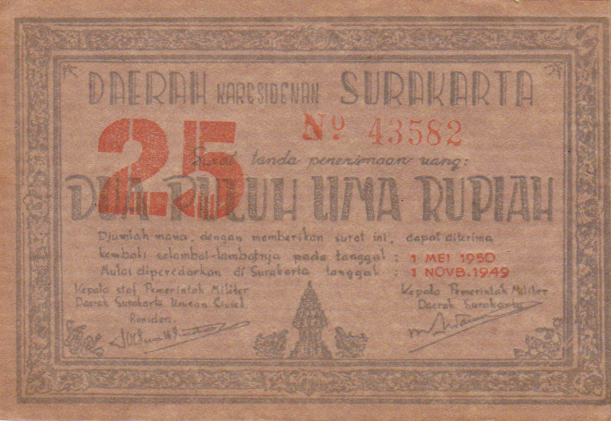 DAERAH KARESIDENAN SURAKARTA
25
No 43582
Surat tanda penerimaan uang:
DUA PULUH LIMA RUPIAH
Djumlah mana, dengan memberikan surat ini, dapat diterima
kembali selambat-lambatnja pada tanggal : 1 MEI 1950
Mulai diperedarkan di Surakarta tanggal : 1 NOVB. 1949
Kepala staf Pemerintah Militer
Daerah Surakarta Urusan Civiel.
Residen.
Kepala Pemerintah Militer
Daerah Surakarta